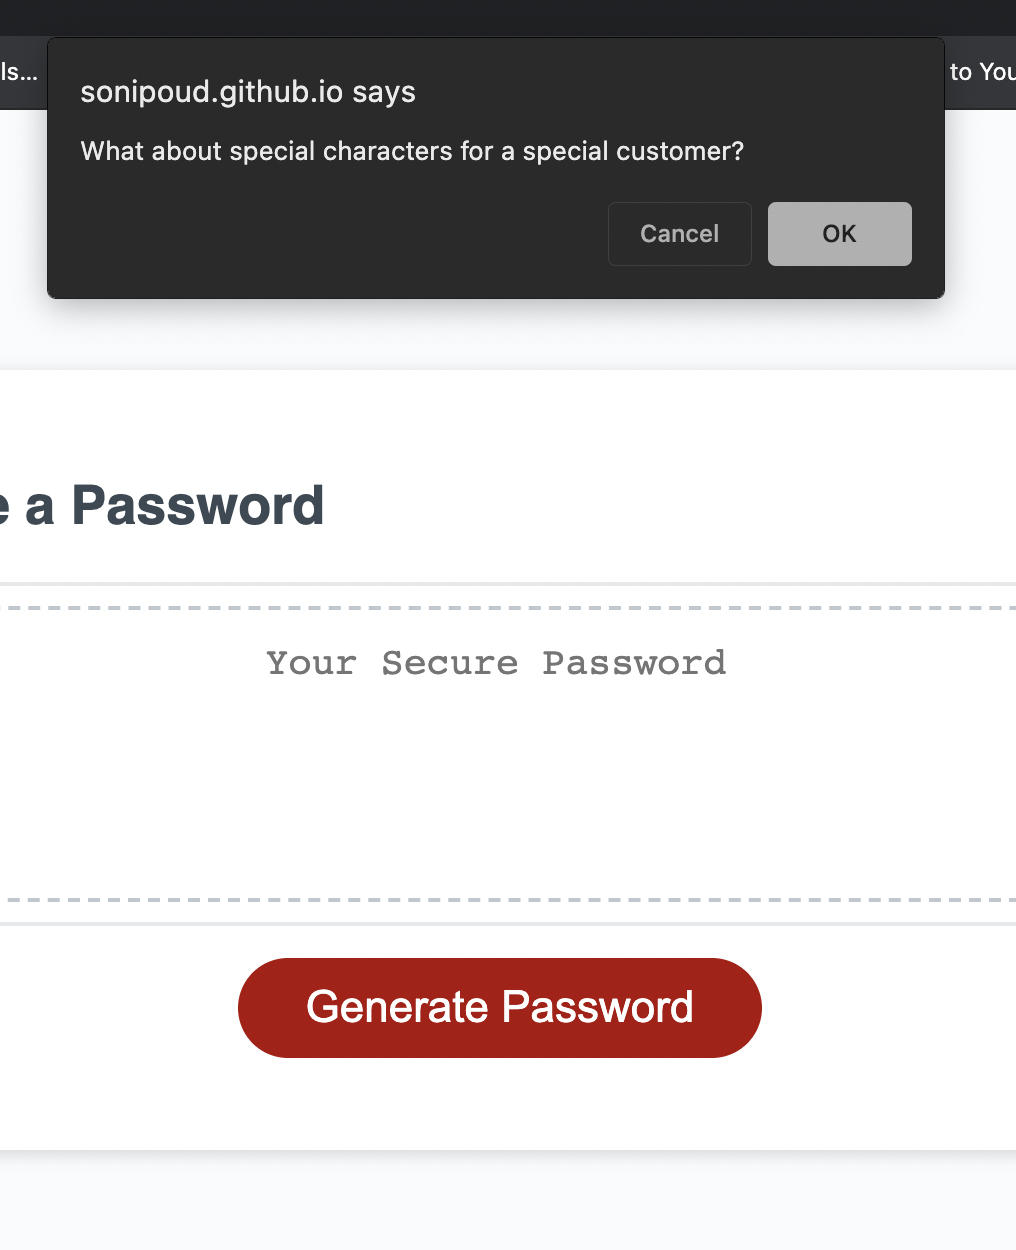 ls...
to You
sonipoud.github.io says
What about special characters for a special customer?
Cancel
OK
e a Password
Your Secure Password
Generate Password